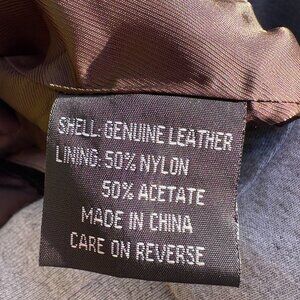 SHELL: GENUINE LEATHER
LINING: 50% NYLON
50% ACETATE
MADE IN CHINA
CARE ON REVERSE